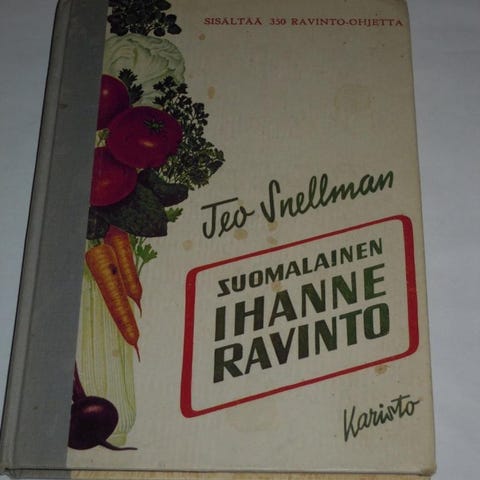 SISÄLTÄÄ 350 RAVINTO-OHJETTA
Teo Snellman
SUOMALAINEN
IHANNE
RAVINTO
Karisto